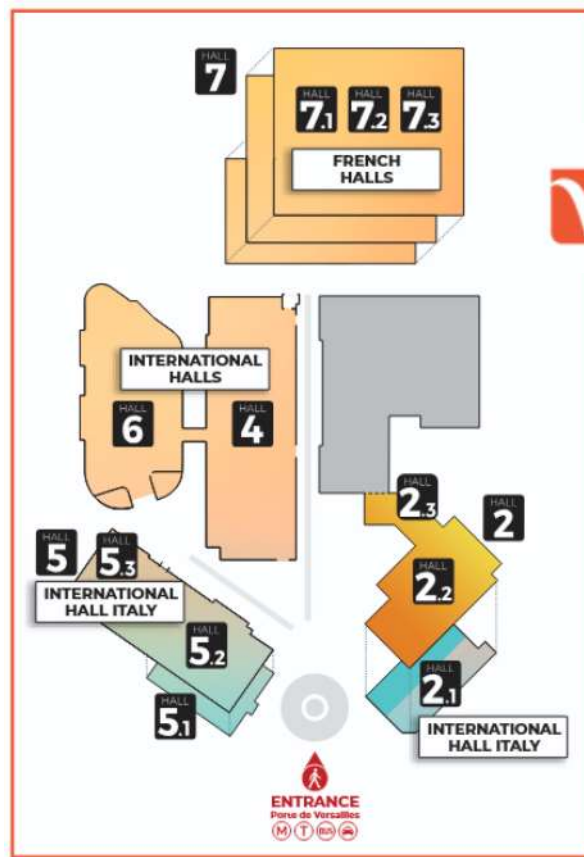 HALL
7
HALL
7.1
HALL
7.2
HALL
7.3
FRENCH
HALLS
INTERNATIONAL
HALLS
HALL
6
HALL
4
HALL
2.3
HALL
2
HALL
5
HALL
5.3
INTERNATIONAL
HALL ITALY
HALL
2.2
HALL
5.2
HALL
2.1
HALL
5.1
INTERNATIONAL
HALL ITALY
ENTRANCE
Porte de Versailles
M T BUS